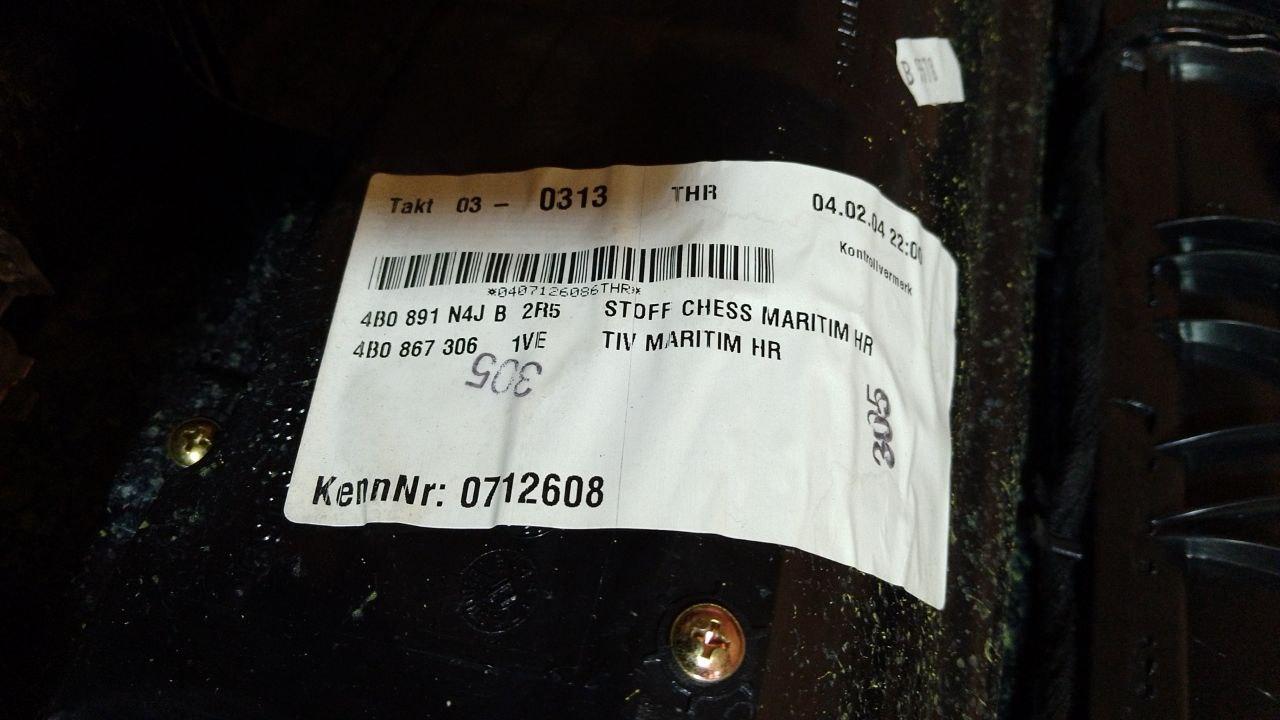 B 978
Takt 03 – 0313 THR 04.02.04 22:00
Kontrollvermerk
*0407126086THR*
4B0 891 N4J B 2R5 STOFF CHESS MARITIM HR
4B0 867 306 1VE TIV MARITIM HR
305
305
KennNr: 0712608